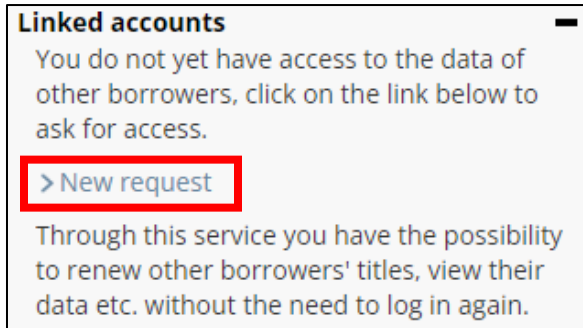 Linked accounts
You do not yet have access to the data of
other borrowers, click on the link below to
ask for access.
> New request
Through this service you have the possibility
to renew other borrowers' titles, view their
data etc. without the need to log in again.